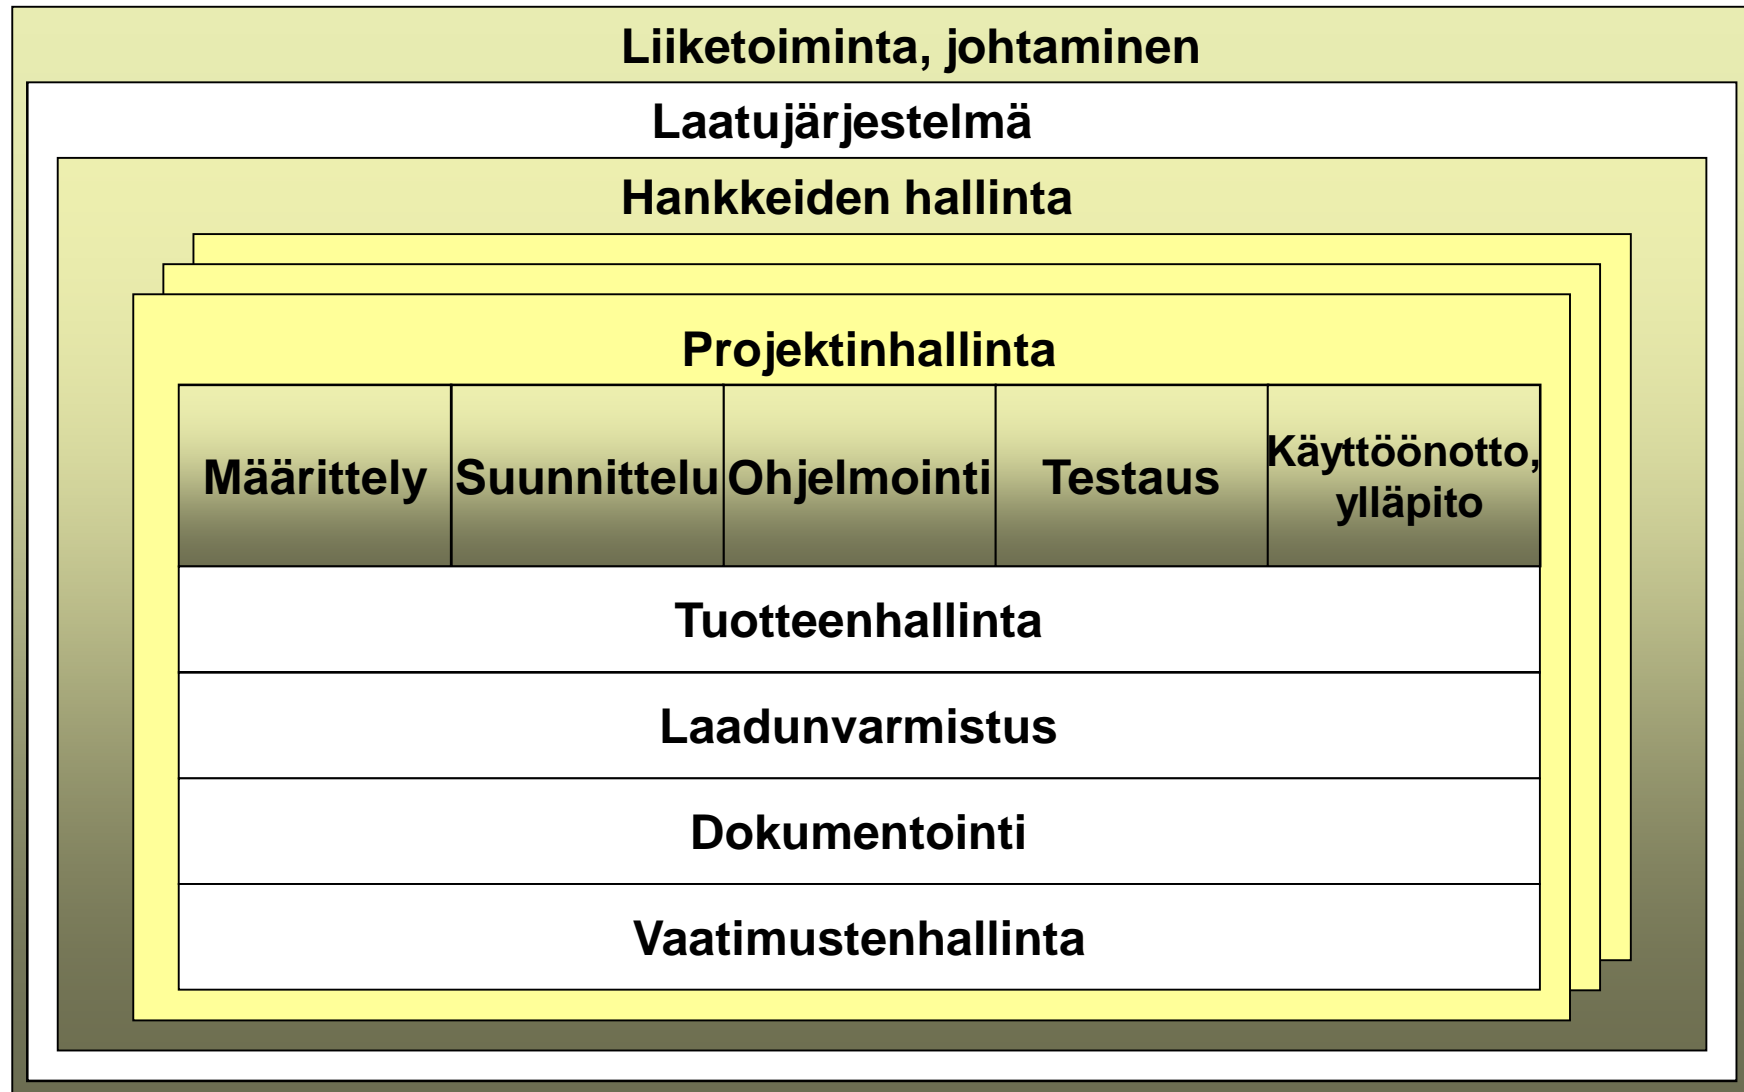 Liiketoiminta, johtaminen
Laatujärjestelmä
Hankkeiden hallinta
Projektinhallinta
Määrittely
Suunnittelu
Ohjelmointi
Testaus
Käyttöönotto,
ylläpito
Tuotteenhallinta
Laadunvarmistus
Dokumentointi
Vaatimustenhallinta